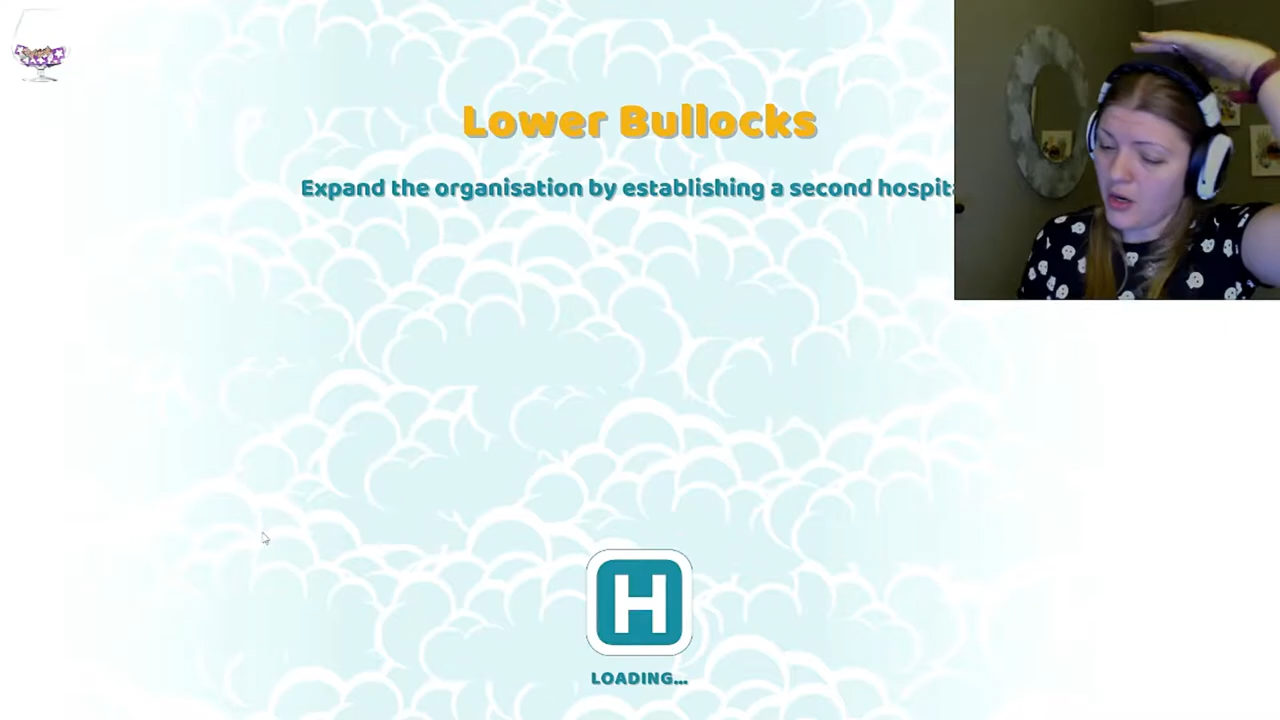 Lower Bullocks
Expand the organisation by establishing a second
H
LOADING...